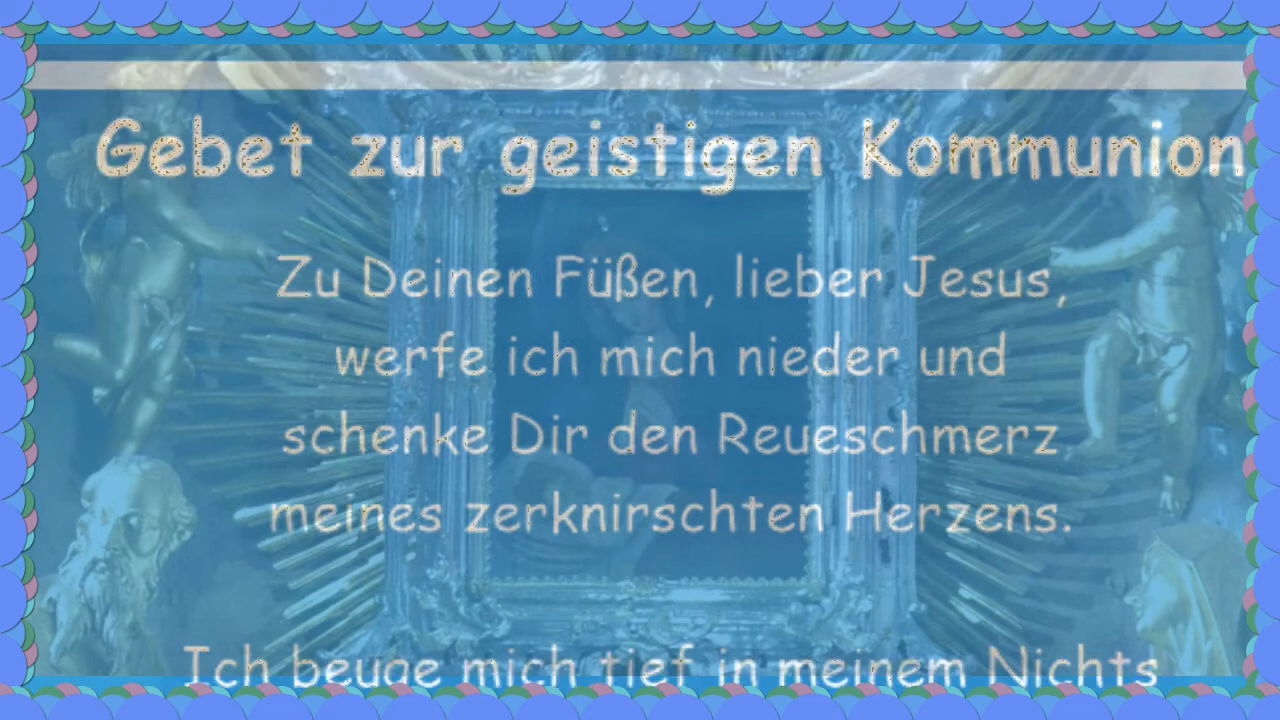 Gebet zur geistigen Kommunion
Zu Deinen Füßen, lieber Jesus,
werfe ich mich nieder und
schenke Dir den Reueschmerz
meines zerknirschten Herzens.
Ich beuge mich tief in meinem Nichts